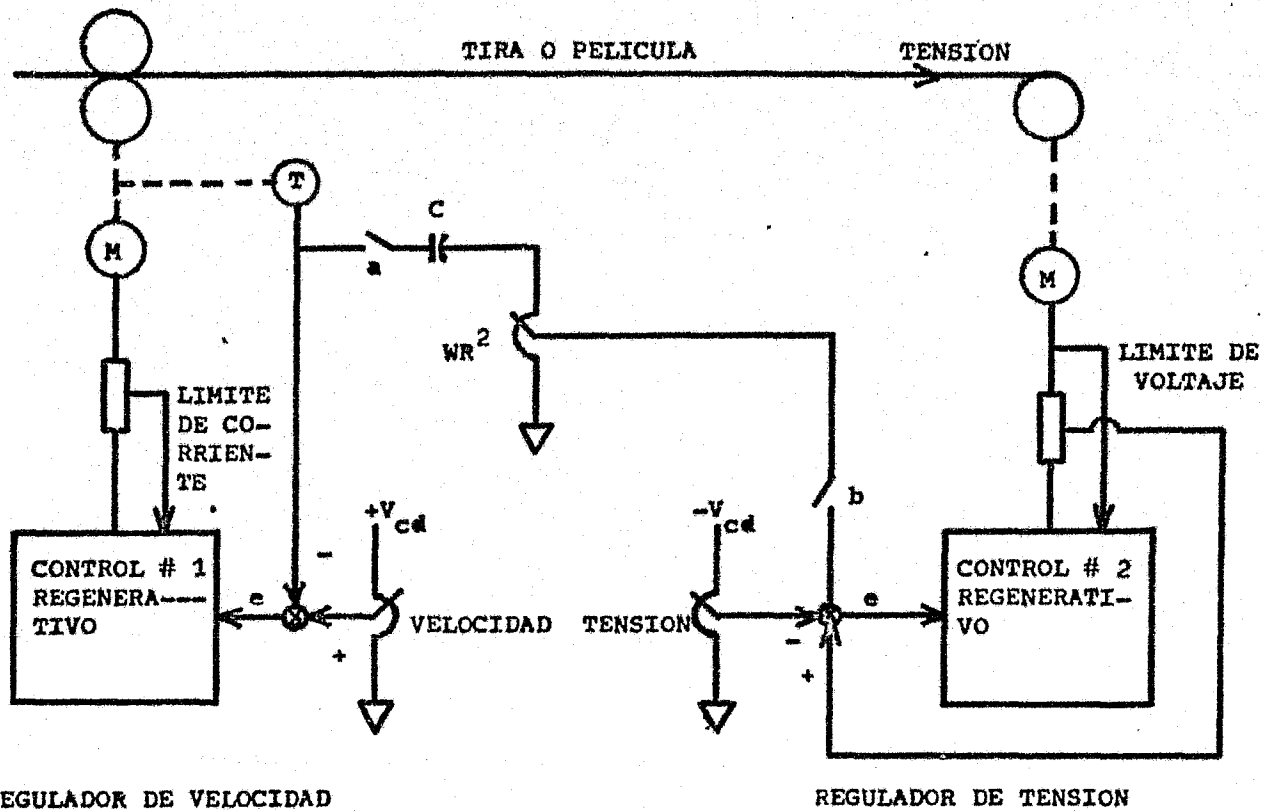 TIRA O PELICULA
TENSION
T
C
M
a
M
WR²
LIMITE DE
VOLTAJE
LIMITE
DE CO-
RRIEN-
TE
b
+Vcd
-Vcd
CONTROL # 1
REGENERA---
TIVO
e
-
+
VELOCIDAD
TENSION
-
+
e
CONTROL # 2
REGENERATI-
VO
EGULADOR DE VELOCIDAD
REGULADOR DE TENSION